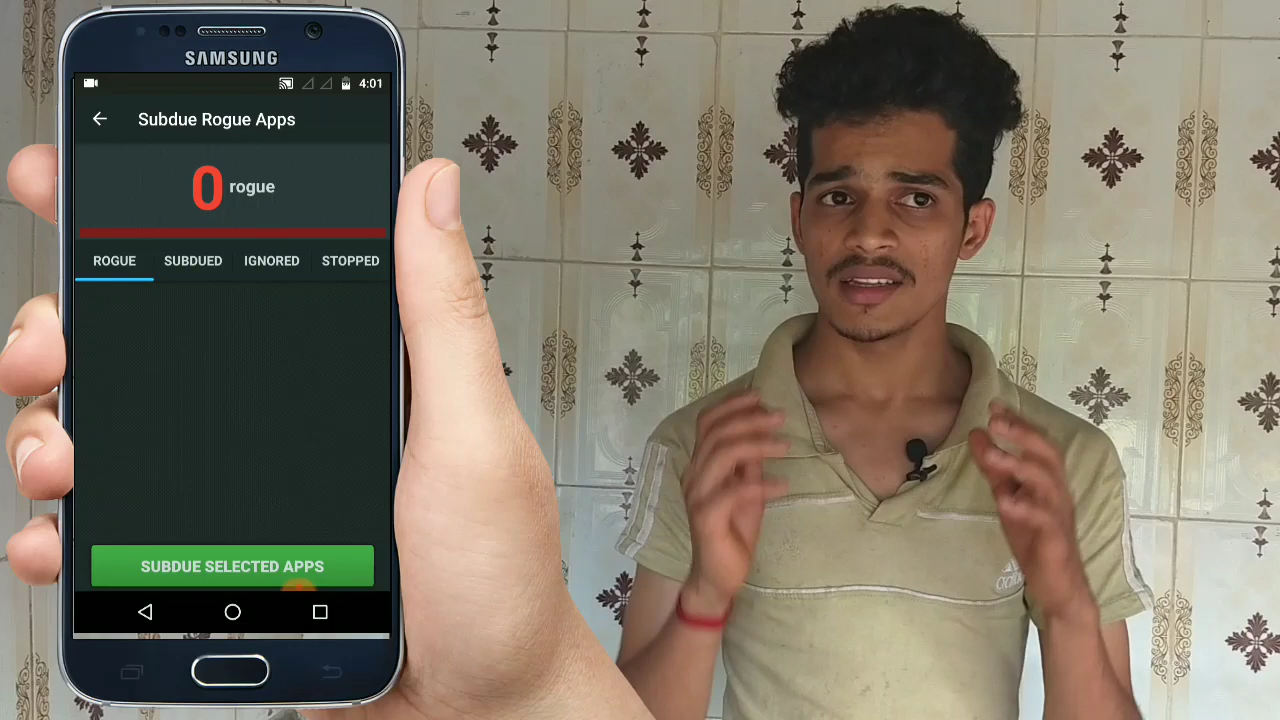 SAMSUNG
4:01
Subdue Rogue Apps
0 rogue
ROGUE SUBDUED IGNORED STOPPED
SUBDUE SELECTED APPS